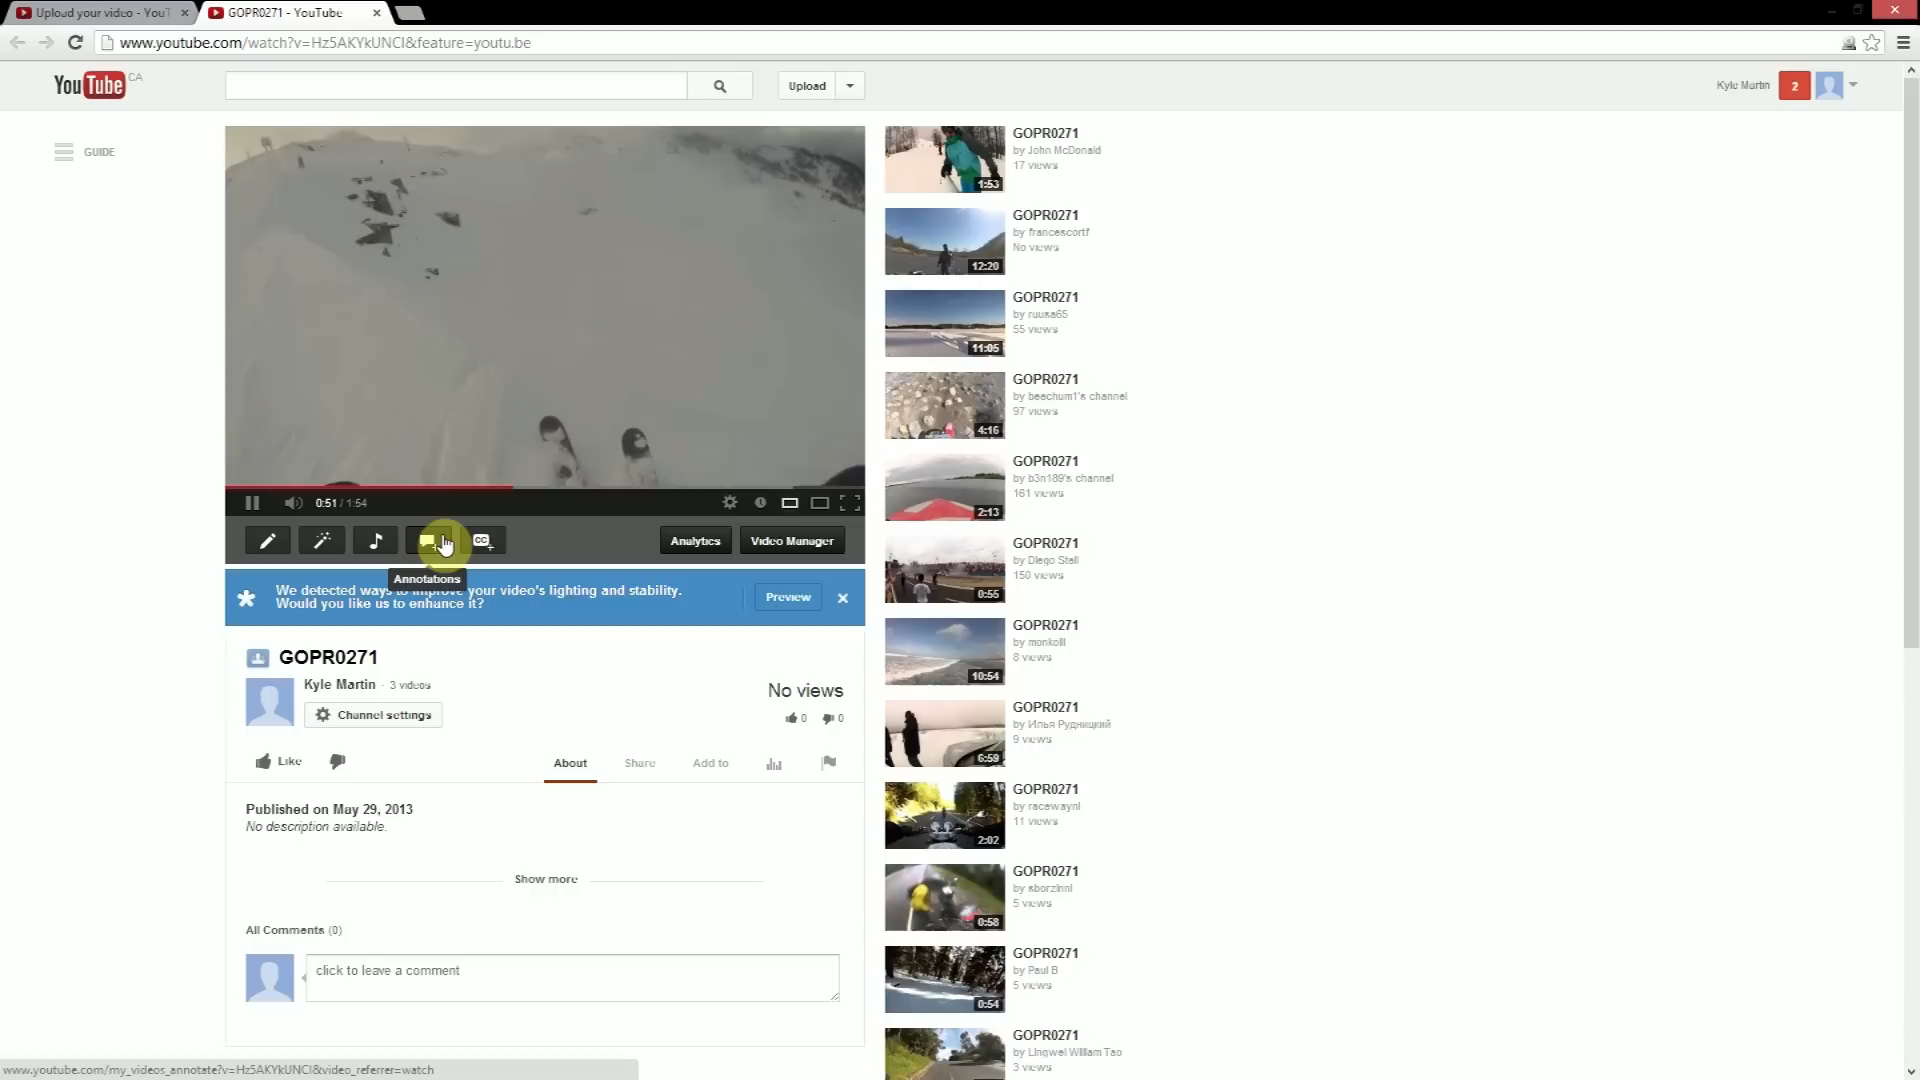 Upload your video - YouT
GOPR0271 - YouTube
www.youtube.com/watch?v=Hz5AKYkUNCI&feature=youtu.be
YouTube CA
Upload
Kyle Martin
2
GUIDE
0:51 / 1:54
CC
Analytics
Video Manager
Annotations
We detected ways to improve your video's lighting and stability.
Would you like us to enhance it?
Preview
GOPR0271
Kyle Martin - 3 videos
Channel settings
No views
0 0
Like
About
Share
Add to
Published on May 29, 2013
No description available.
Show more
All Comments (0)
click to leave a comment
1:53
GOPR0271
by John McDonald
17 views
12:20
GOPR0271
by francescortf
No views
11:05
GOPR0271
by ruusa65
55 views
4:16
GOPR0271
by beechum1's channel
97 views
2:13
GOPR0271
by b3n189's channel
161 views
0:55
GOPR0271
by Diego Stell
150 views
10:54
GOPR0271
by monkolll
8 views
6:59
GOPR0271
by Илья Рудницкий
9 views
2:02
GOPR0271
by racewaynl
11 views
0:58
GOPR0271
by sborzinnl
5 views
0:54
GOPR0271
by Paul B
5 views
GOPR0271
by Lingwei William Tao
3 views
www.youtube.com/my_videos_annotate?v=Hz5AKYkUNCI&video_referrer=watch